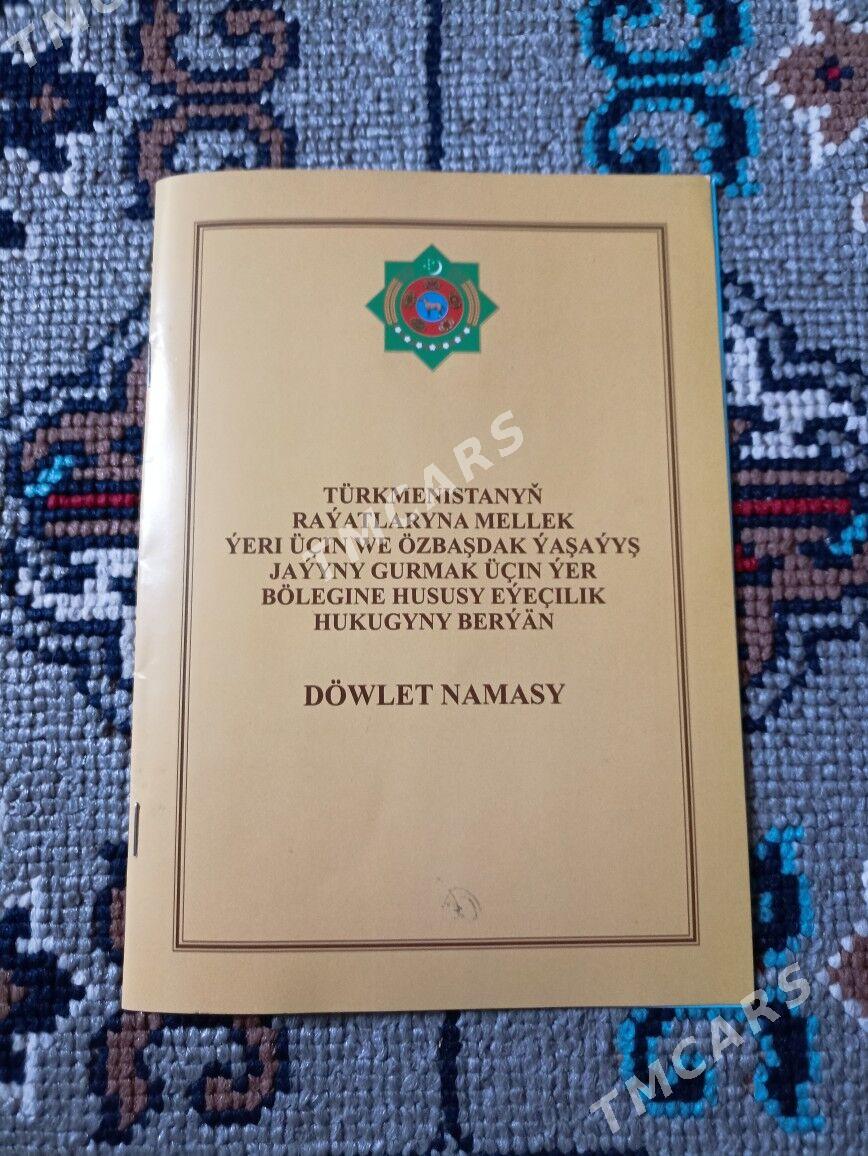 TMCARS
TÜRKMENISTANYŇ
RAÝATLARYNA MELLEK
ÝERI ÜÇIN WE ÖZBAŞDAK ÝAŞAÝYŞ
JAÝYNY GURMAK ÜÇIN ÝER
BÖLEGINE HUSUSY EÝEÇILIK
HUKUGYNY BERÝÄN
DÖWLET NAMASY
TMCARS
TMCARS